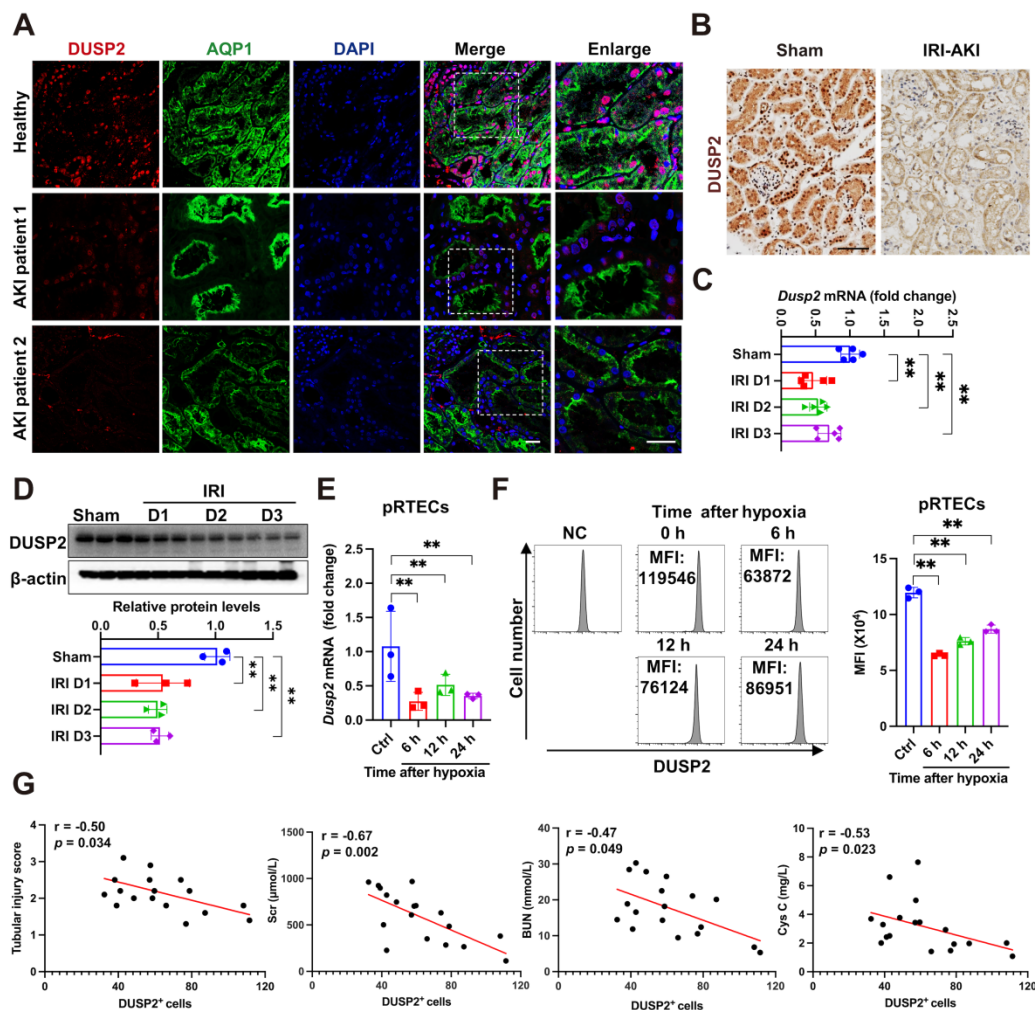 A
DUSP2 AQP1 DAPI Merge Enlarge
Healthy
AKI patient 1
AKI patient 2
B
Sham IRI-AKI
DUSP2
C
Dusp2 mRNA (fold change)
0.0 0.5 1.0 1.5 2.0 2.5
Sham
IRI D1
IRI D2
IRI D3
** ** **
D
IRI
Sham D1 D2 D3
DUSP2
β-actin
Relative protein levels
0.0 0.5 1.0 1.5
Sham
IRI D1
IRI D2
IRI D3
** ** **
E
pRTECs
Dusp2 mRNA (fold change)
2.5
2.0
1.5
1.0
0.5
0.0
**
**
**
Ctrl 6 h 12 h 24 h
Time after hypoxia
F
Time after hypoxia
NC 0 h 6 h
MFI: 119546
MFI: 63872
12 h 24 h
MFI: 76124
MFI: 86951
Cell number
DUSP2
pRTECs
MFI (X10⁴)
15
10
5
0
**
**
**
Ctrl 6 h 12 h 24 h
Time after hypoxia
G
r = -0.50
p = 0.034
Tubular injury score
4
3
2
1
0
0 40 80 120
DUSP2⁺ cells
r = -0.67
p = 0.002
Scr (μmol/L)
1500
1000
500
0
0 40 80 120
DUSP2⁺ cells
r = -0.47
p = 0.049
BUN (mmol/L)
40
30
20
10
0
0 40 80 120
DUSP2⁺ cells
r = -0.53
p = 0.023
Cys C (mg/L)
10
8
6
4
2
0
0 40 80 120
DUSP2⁺ cells